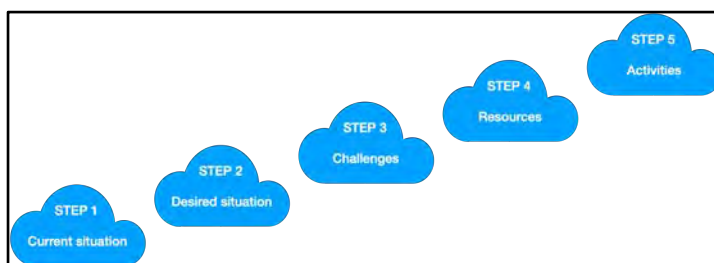 STEP 1
Current situation
STEP 2
Desired situation
STEP 3
Challenges
STEP 4
Resources
STEP 5
Activities